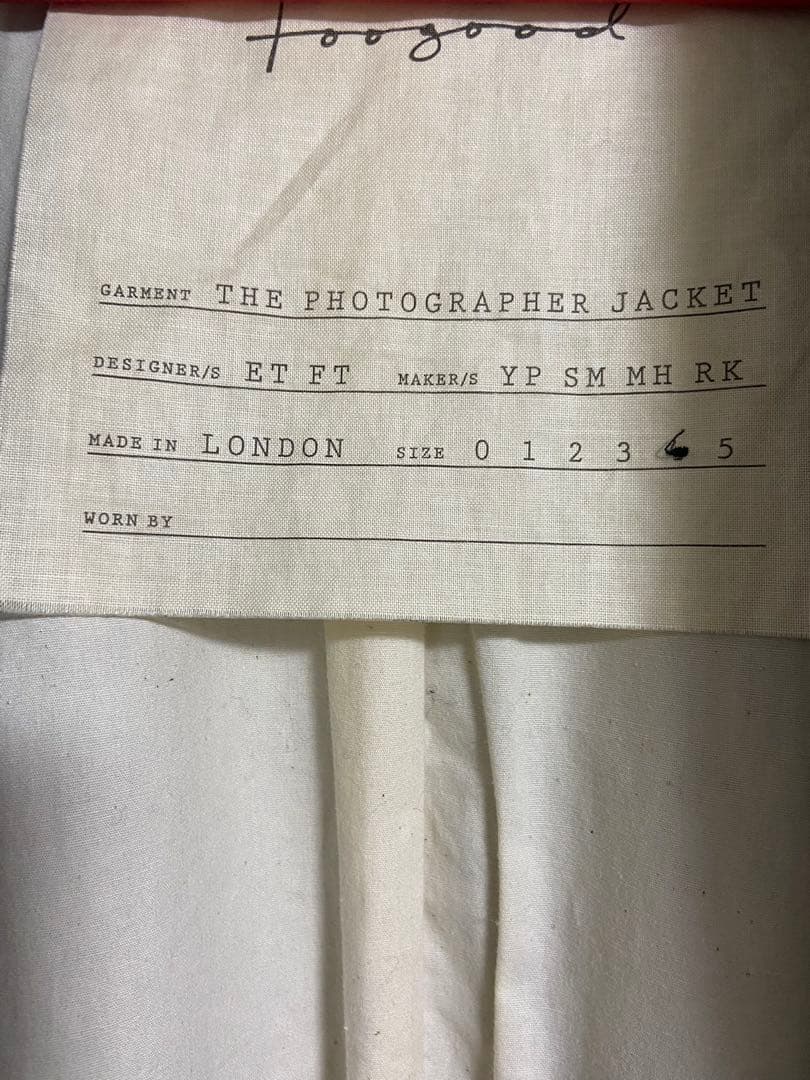 toogood
GARMENT THE PHOTOGRAPHER JACKET
DESIGNER/S ET FT MAKER/S YP SM MH RK
MADE IN LONDON SIZE 0 1 2 3 5
WORN BY